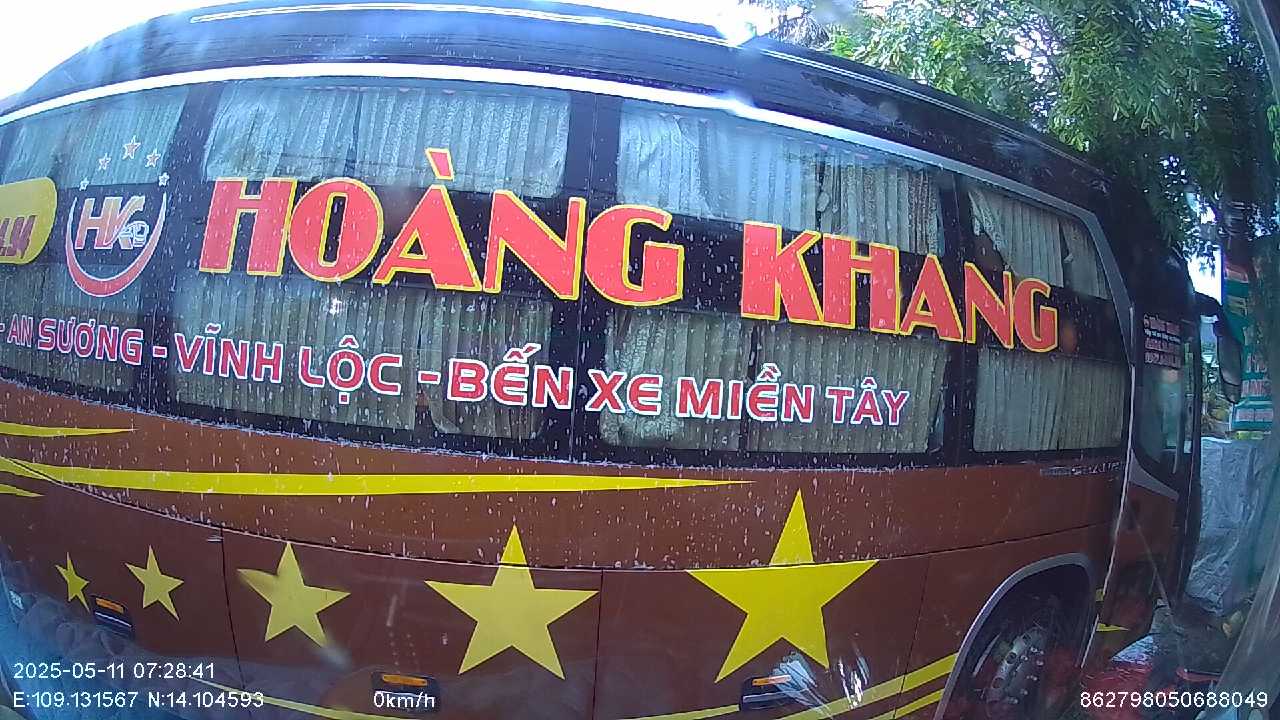 HK
HOÀNG KHANG
- AN SƯƠNG - VĨNH LỘC - BẾN XE MIỀN TÂY
2025-05-11 07:28:41
E:109.131567 N:14.104593 0km/h 862798050688049